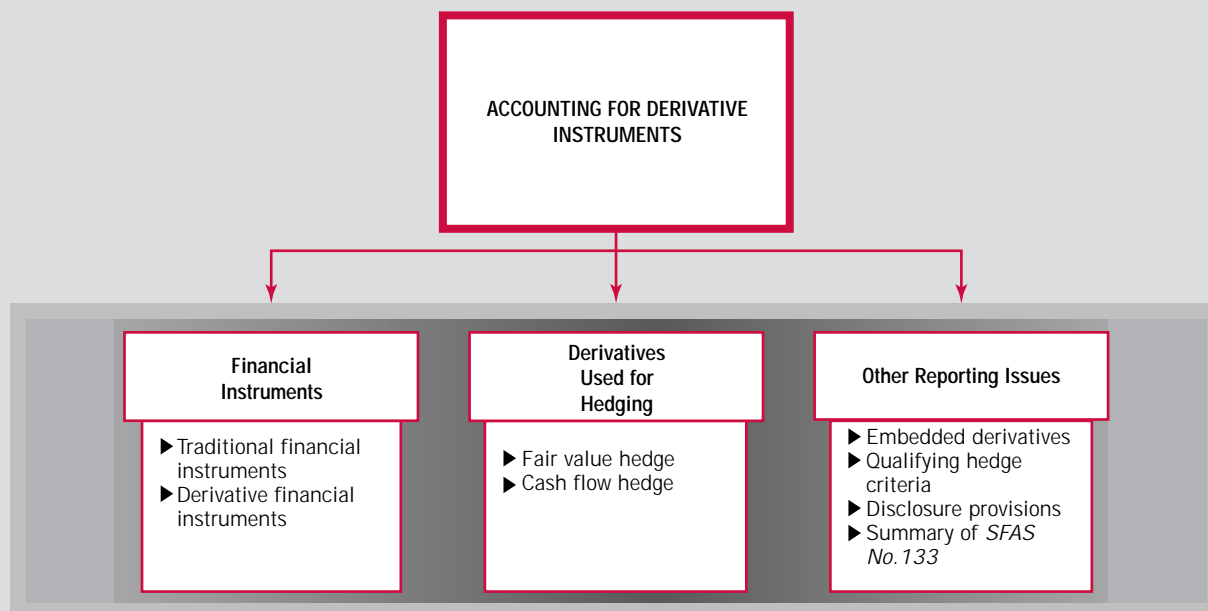 ACCOUNTING FOR DERIVATIVE
INSTRUMENTS
Financial
Instruments
▶Traditional financial
instruments
▶Derivative financial
instruments
Derivatives
Used for
Hedging
▶Fair value hedge
▶Cash flow hedge
Other Reporting Issues
▶Embedded derivatives
▶Qualifying hedge
criteria
▶Disclosure provisions
▶Summary of SFAS
No.133